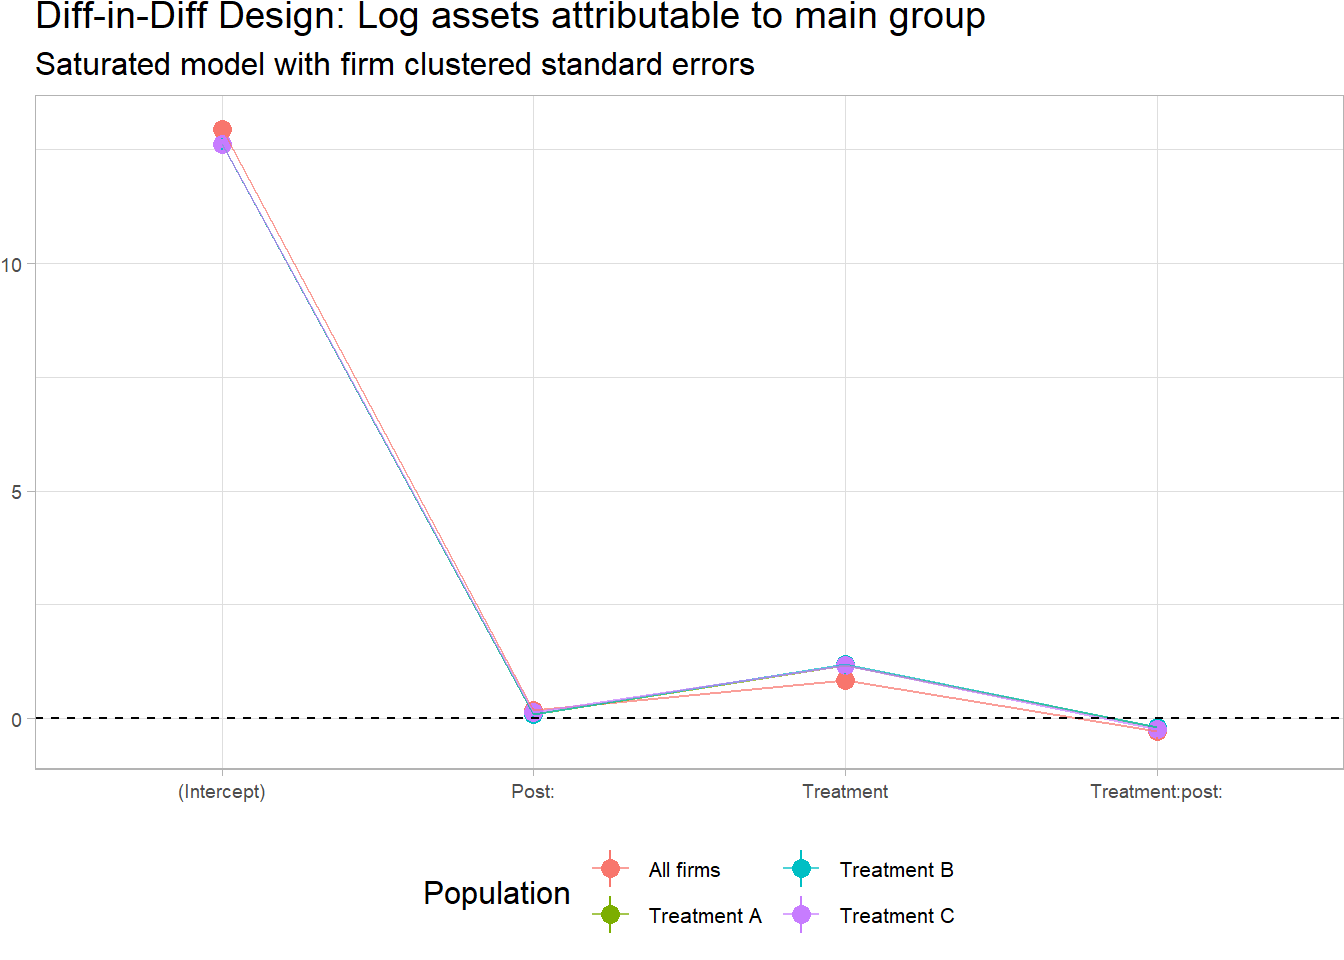 Diff-in-Diff Design: Log assets attributable to main group
Saturated model with firm clustered standard errors
10
5
0
(Intercept) Post: Treatment Treatment:post:
Population
All firms Treatment B
Treatment A Treatment C